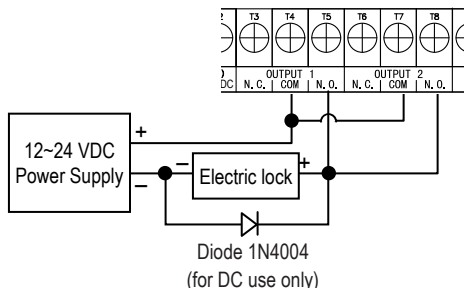 T3 T4 T5 T6 T7 T8
OUTPUT 1 OUTPUT 2
DC N. C. COM N. O. N. C. COM N. O.
+
12~24 VDC
Power Supply
–
– Electric lock +
Diode 1N4004
(for DC use only)